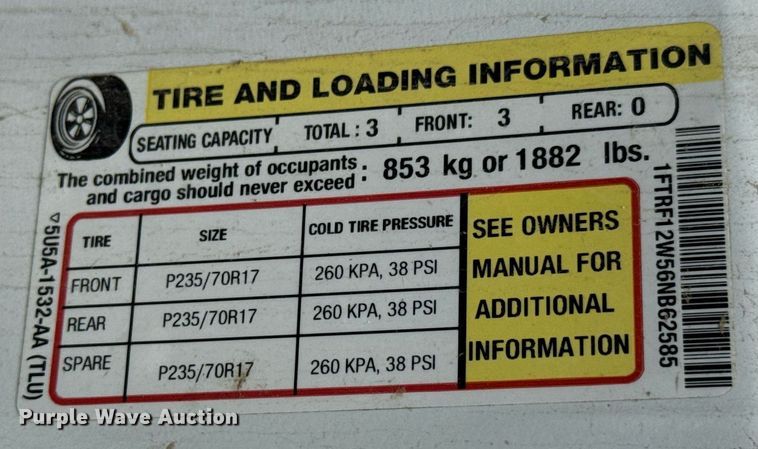 TIRE AND LOADING INFORMATION
SEATING CAPACITY TOTAL : 3 FRONT: 3 REAR: 0
The combined weight of occupants
and cargo should never exceed : 853 kg or 1882 lbs.
TIRE SIZE COLD TIRE PRESSURE
FRONT P235/70R17 260 KPA, 38 PSI
REAR P235/70R17 260 KPA, 38 PSI
SPARE P235/70R17 260 KPA, 38 PSI
SEE OWNERS
MANUAL FOR
ADDITIONAL
INFORMATION
▽5U5A-1532-AA (TLU)
1FTRF12W56NB62585
Purple Wave Auction